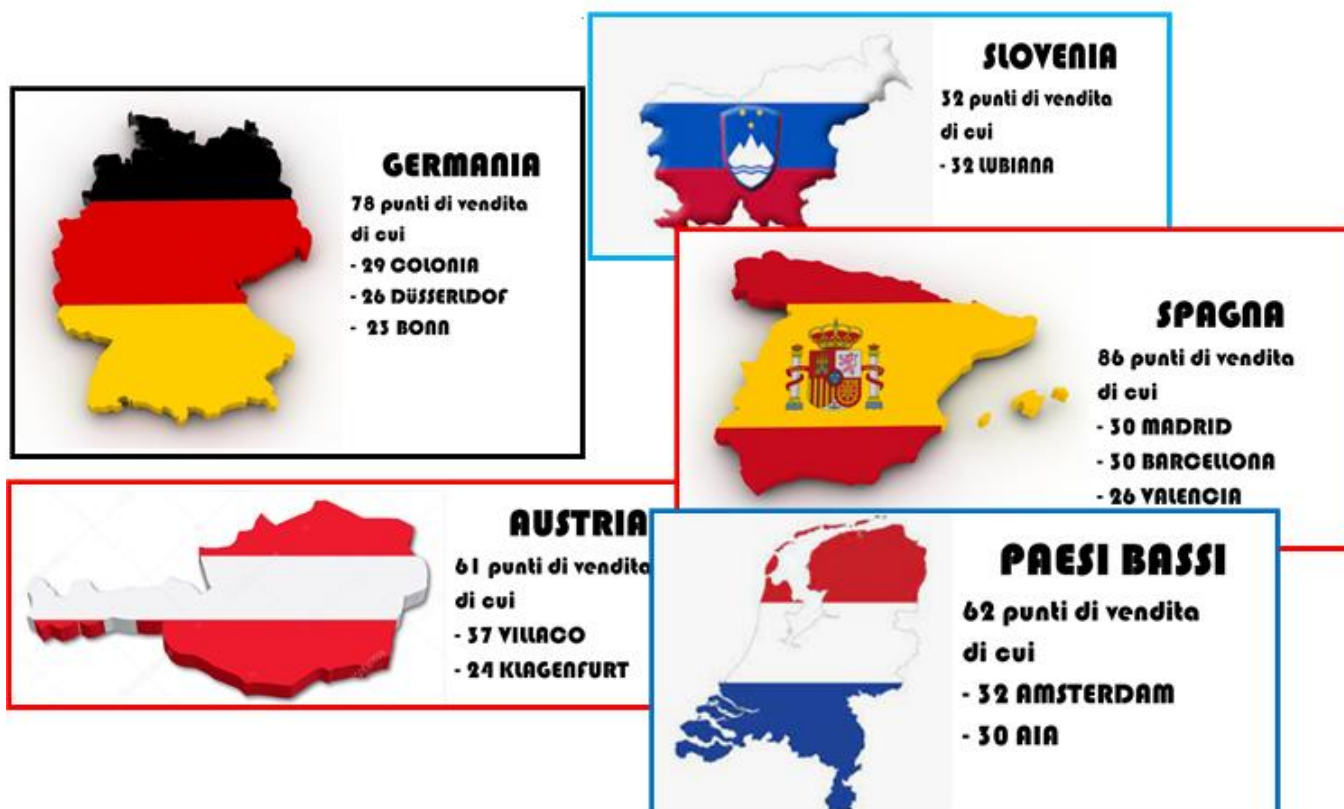 SLOVENIA
32 punti di vendita
di cui
- 32 LUBIANA
GERMANIA
78 punti di vendita
di cui
- 29 COLONIA
- 26 DÜSSERLDOF
- 23 BONN
SPAGNA
86 punti di vendita
di cui
- 30 MADRID
- 30 BARCELLONA
- 26 VALENCIA
AUSTRIA
61 punti di vendita
di cui
- 37 VILLACO
- 24 KLAGENFURT
PAESI BASSI
62 punti di vendita
di cui
- 32 AMSTERDAM
- 30 AIA